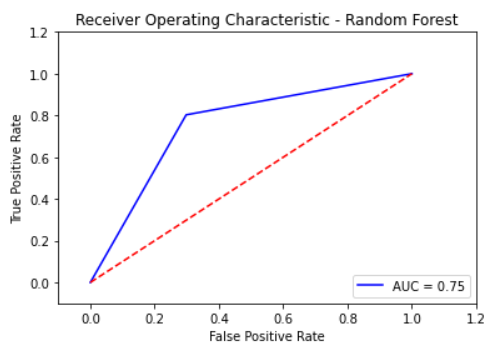 Receiver Operating Characteristic - Random Forest
1.2
1.0
0.8
0.6
0.4
0.2
0.0
True Positive Rate
AUC = 0.75
0.0 0.2 0.4 0.6 0.8 1.0 1.2
False Positive Rate